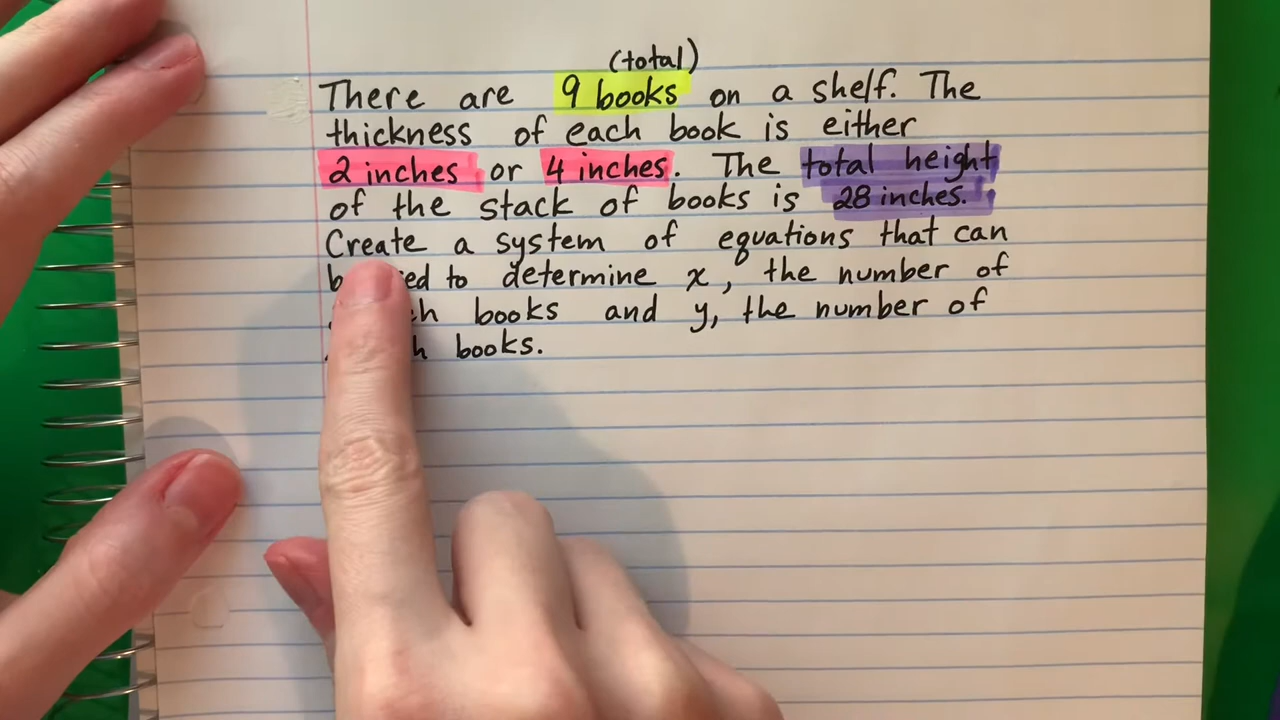 (total)
There are 9 books on a shelf. The
thickness of each book is either
2 inches or 4 inches. The total height
of the stack of books is 28 inches.
Create a system of equations that can
to determine x, the number of
books and y, the number of
books.